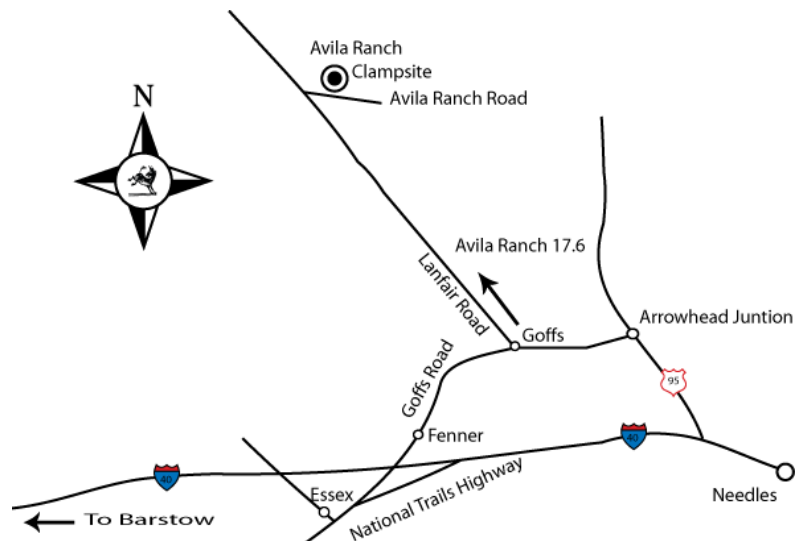 Avila Ranch
Clampsite
Avila Ranch Road
N
Avila Ranch 17.6
Lanfair Road
Arrowhead Juntion
Goffs
95
Goffs Road
Fenner
40
40
Essex
National Trails Highway
Needles
To Barstow